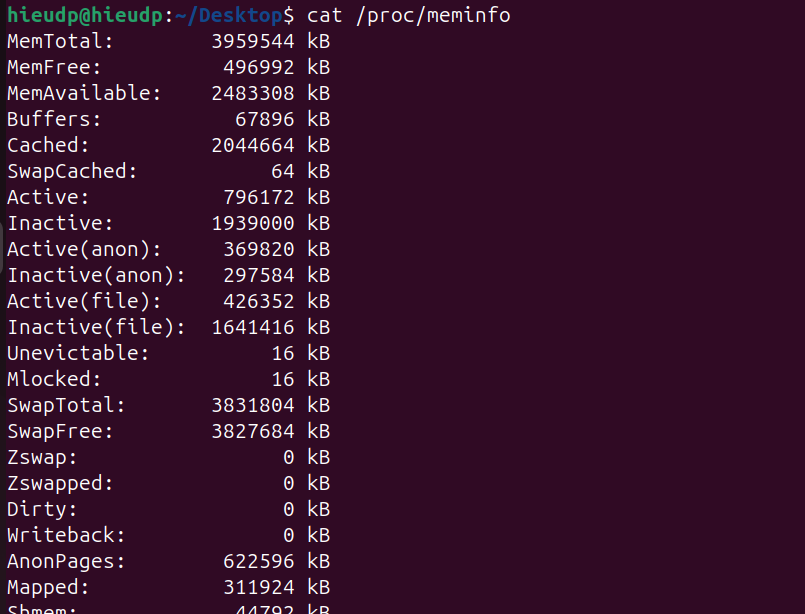 hieudp@hieudp:~/Desktop$ cat /proc/meminfo
MemTotal:        3959544 kB
MemFree:          496992 kB
MemAvailable:    2483308 kB
Buffers:           67896 kB
Cached:          2044664 kB
SwapCached:           64 kB
Active:           796172 kB
Inactive:        1939000 kB
Active(anon):     369820 kB
Inactive(anon):   297584 kB
Active(file):     426352 kB
Inactive(file):  1641416 kB
Unevictable:          16 kB
Mlocked:              16 kB
SwapTotal:       3831804 kB
SwapFree:        3827684 kB
Zswap:                 0 kB
Zswapped:              0 kB
Dirty:                 0 kB
Writeback:             0 kB
AnonPages:        622596 kB
Mapped:           311924 kB
Shmem:             44792 kB